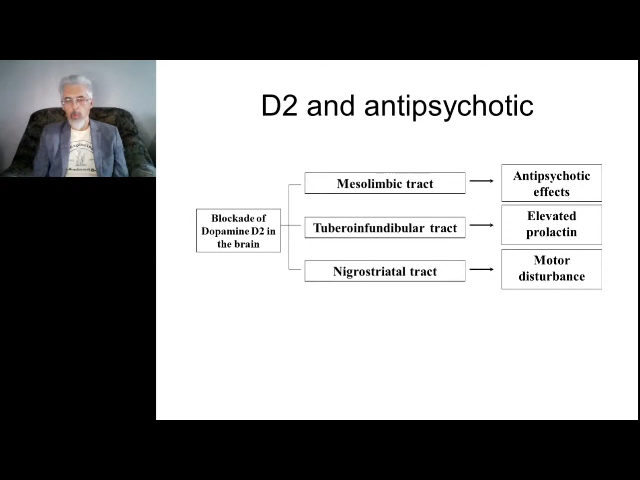 D2 and antipsychotic
Blockade of
Dopamine D2 in
the brain
Mesolimbic tract
Tuberoinfundibular tract
Nigrostriatal tract
Antipsychotic
effects
Elevated
prolactin
Motor
disturbance